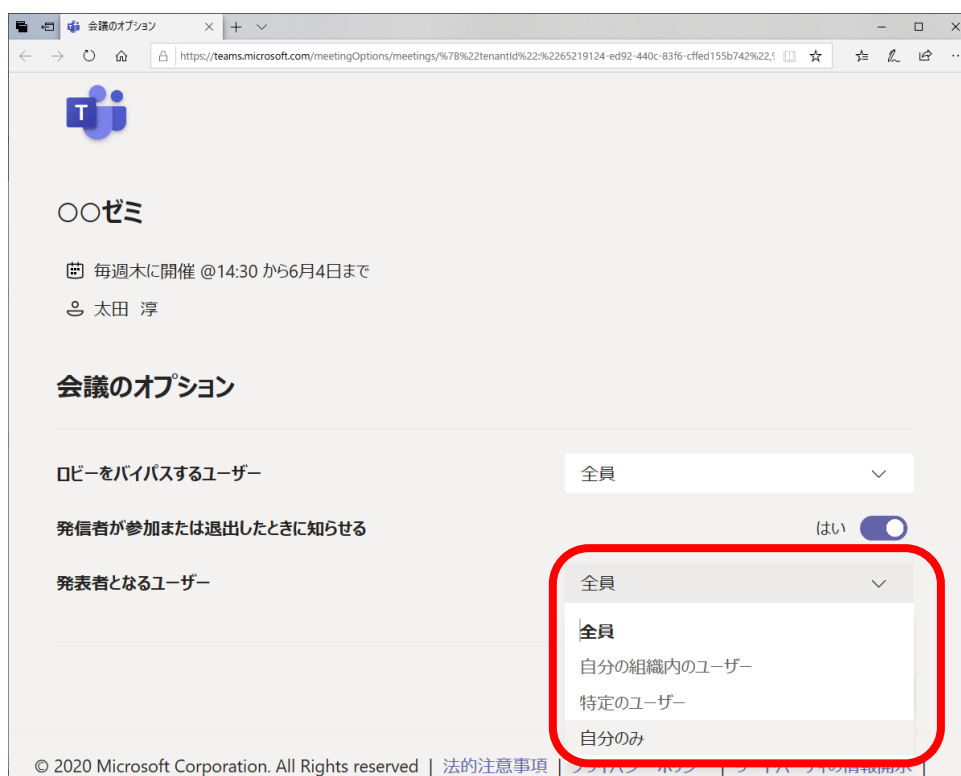 会議のオプション
https://teams.microsoft.com/meetingOptions/meetings/%7B%22tenantId%22:%2265219124-ed92-440c-83f6-cffed155b742%22,
T
○○ゼミ
毎週木に開催 @14:30 から6月4日まで
太田 淳
会議のオプション
ロビーをバイパスするユーザー 全員
発信者が参加または退出したときに知らせる はい
発表者となるユーザー 全員
全員
自分の組織内のユーザー
特定のユーザー
自分のみ
© 2020 Microsoft Corporation. All Rights reserved | 法的注意事項 |